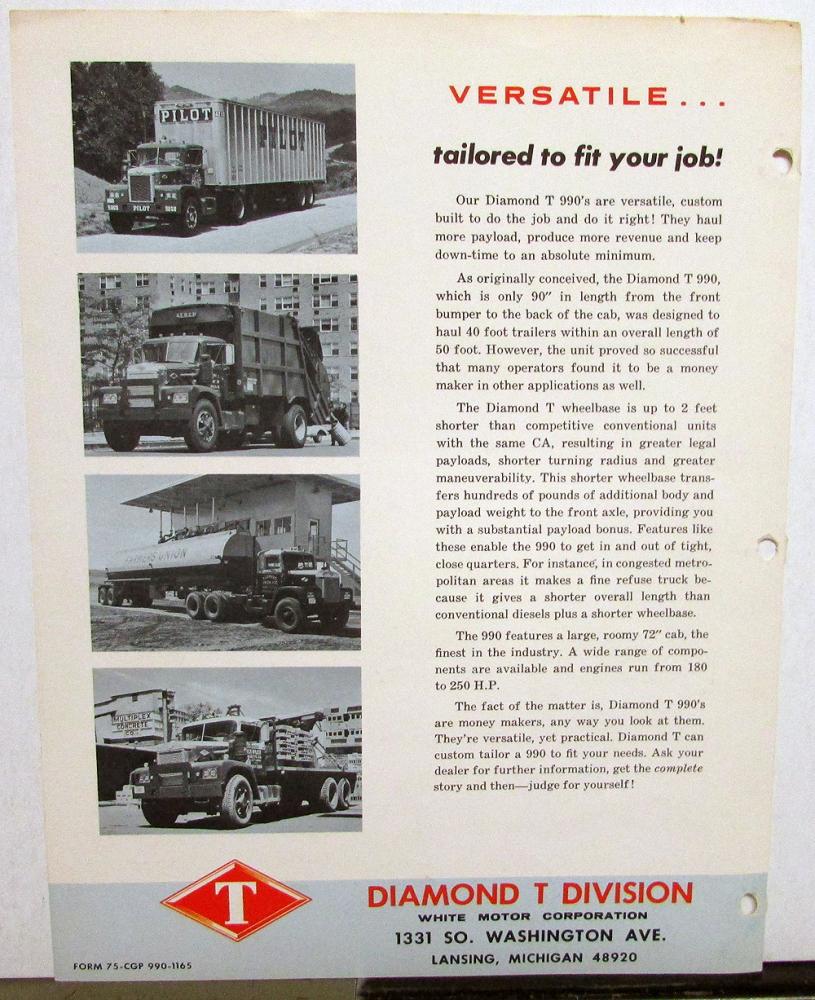 PILOT
PILOT
PILOT
VERSATILE...
tailored to fit your job!
Our Diamond T 990's are versatile, custom
built to do the job and do it right! They haul
more payload, produce more revenue and keep
down-time to an absolute minimum.
As originally conceived, the Diamond T 990,
which is only 90" in length from the front
bumper to the back of the cab, was designed to
haul 40 foot trailers within an overall length of
50 foot. However, the unit proved so successful
that many operators found it to be a money
maker in other applications as well.
The Diamond T wheelbase is up to 2 feet
shorter than competitive conventional units
with the same CA, resulting in greater legal
payloads, shorter turning radius and greater
maneuverability. This shorter wheelbase trans-
fers hundreds of pounds of additional body and
payload weight to the front axle, providing you
with a substantial payload bonus. Features like
these enable the 990 to get in and out of tight,
close quarters. For instance, in congested metro-
politan areas it makes a fine refuse truck be-
cause it gives a shorter overall length than
conventional diesels plus a shorter wheelbase.
The 990 features a large, roomy 72" cab, the
finest in the industry. A wide range of compo-
nents are available and engines run from 180
to 250 H.P.
The fact of the matter is, Diamond T 990's
are money makers, any way you look at them.
They're versatile, yet practical. Diamond T can
custom tailor a 990 to fit your needs. Ask your
dealer for further information, get the complete
story and then—judge for yourself!
FARMERS UNION
MULTIPLEX
CONCRETE
CO.
T
DIAMOND T DIVISION
WHITE MOTOR CORPORATION
1331 SO. WASHINGTON AVE.
LANSING, MICHIGAN 48920
FORM 75-CGP 990-1165